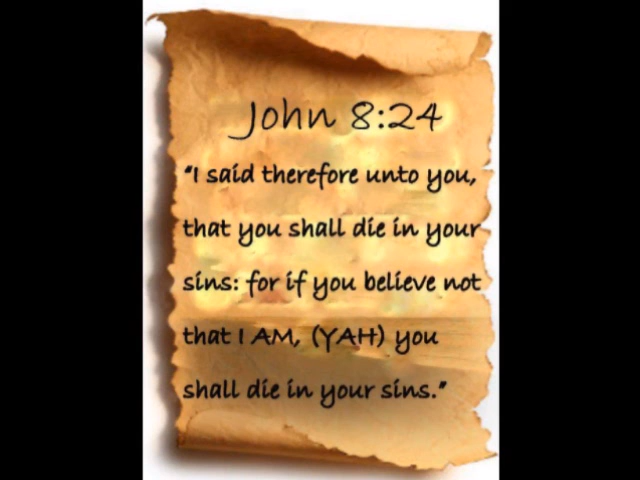 John 8:24
“I said therefore unto you,
that you shall die in your
sins: for if you believe not
that I AM, (YAH) you
shall die in your sins.”